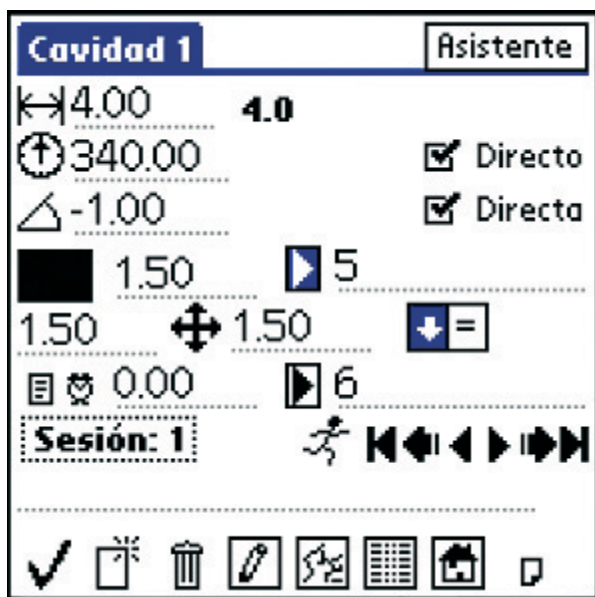 Cavidad 1 Asistente
4.00 4.0
340.00 Directo
-1.00 Directa
1.50 5
1.50 1.50 =
0.00 6
Sesión: 1